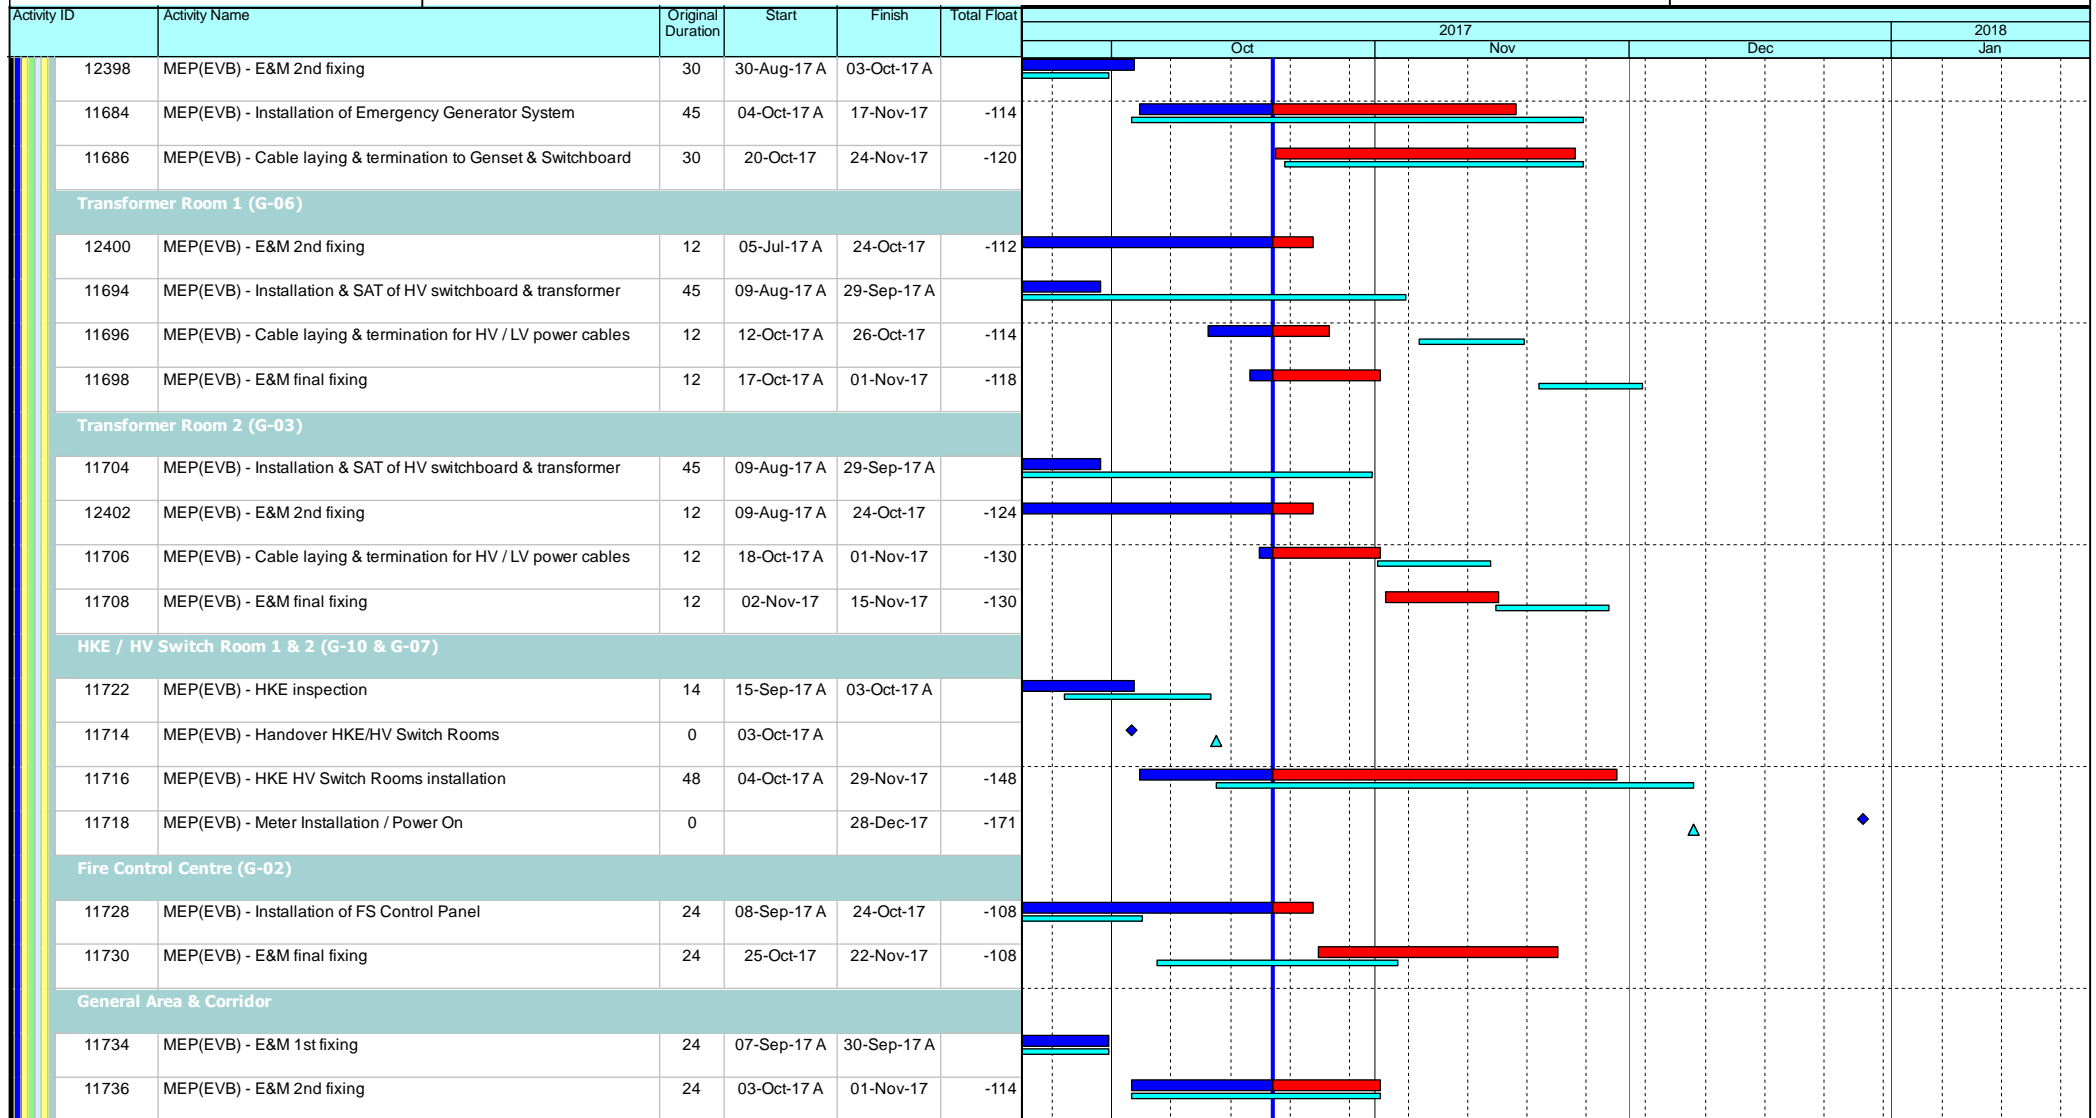 Activity ID Activity Name Original Duration Start Finish Total Float
2017 2018
Oct Nov Dec Jan
12398 MEP(EVB) - E&M 2nd fixing 30 30-Aug-17 A 03-Oct-17 A
11684 MEP(EVB) - Installation of Emergency Generator System 45 04-Oct-17 A 17-Nov-17 -114
11686 MEP(EVB) - Cable laying & termination to Genset & Switchboard 30 20-Oct-17 24-Nov-17 -120
Transformer Room 1 (G-06)
12400 MEP(EVB) - E&M 2nd fixing 12 05-Jul-17 A 24-Oct-17 -112
11694 MEP(EVB) - Installation & SAT of HV switchboard & transformer 45 09-Aug-17 A 29-Sep-17 A
11696 MEP(EVB) - Cable laying & termination for HV / LV power cables 12 12-Oct-17 A 26-Oct-17 -114
11698 MEP(EVB) - E&M final fixing 12 17-Oct-17 A 01-Nov-17 -118
Transformer Room 2 (G-03)
11704 MEP(EVB) - Installation & SAT of HV switchboard & transformer 45 09-Aug-17 A 29-Sep-17 A
12402 MEP(EVB) - E&M 2nd fixing 12 09-Aug-17 A 24-Oct-17 -124
11706 MEP(EVB) - Cable laying & termination for HV / LV power cables 12 18-Oct-17 A 01-Nov-17 -130
11708 MEP(EVB) - E&M final fixing 12 02-Nov-17 15-Nov-17 -130
HKE / HV Switch Room 1 & 2 (G-10 & G-07)
11722 MEP(EVB) - HKE inspection 14 15-Sep-17 A 03-Oct-17 A
11714 MEP(EVB) - Handover HKE/HV Switch Rooms 0 03-Oct-17 A
11716 MEP(EVB) - HKE HV Switch Rooms installation 48 04-Oct-17 A 29-Nov-17 -148
11718 MEP(EVB) - Meter Installation / Power On 0 28-Dec-17 -171
Fire Control Centre (G-02)
11728 MEP(EVB) - Installation of FS Control Panel 24 08-Sep-17 A 24-Oct-17 -108
11730 MEP(EVB) - E&M final fixing 24 25-Oct-17 22-Nov-17 -108
General Area & Corridor
11734 MEP(EVB) - E&M 1st fixing 24 07-Sep-17 A 30-Sep-17 A
11736 MEP(EVB) - E&M 2nd fixing 24 03-Oct-17 A 01-Nov-17 -114